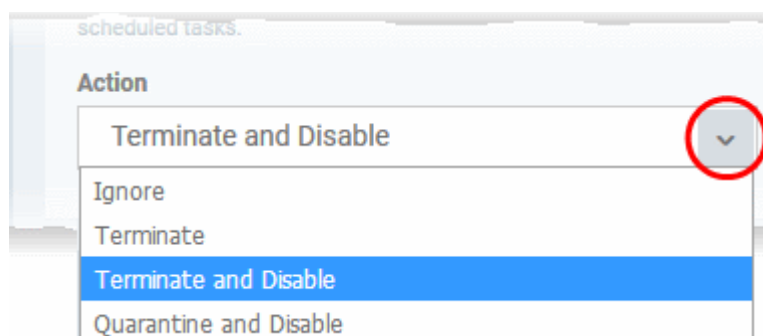 scheduled tasks.
Action
Terminate and Disable
Ignore
Terminate
Terminate and Disable
Quarantine and Disable